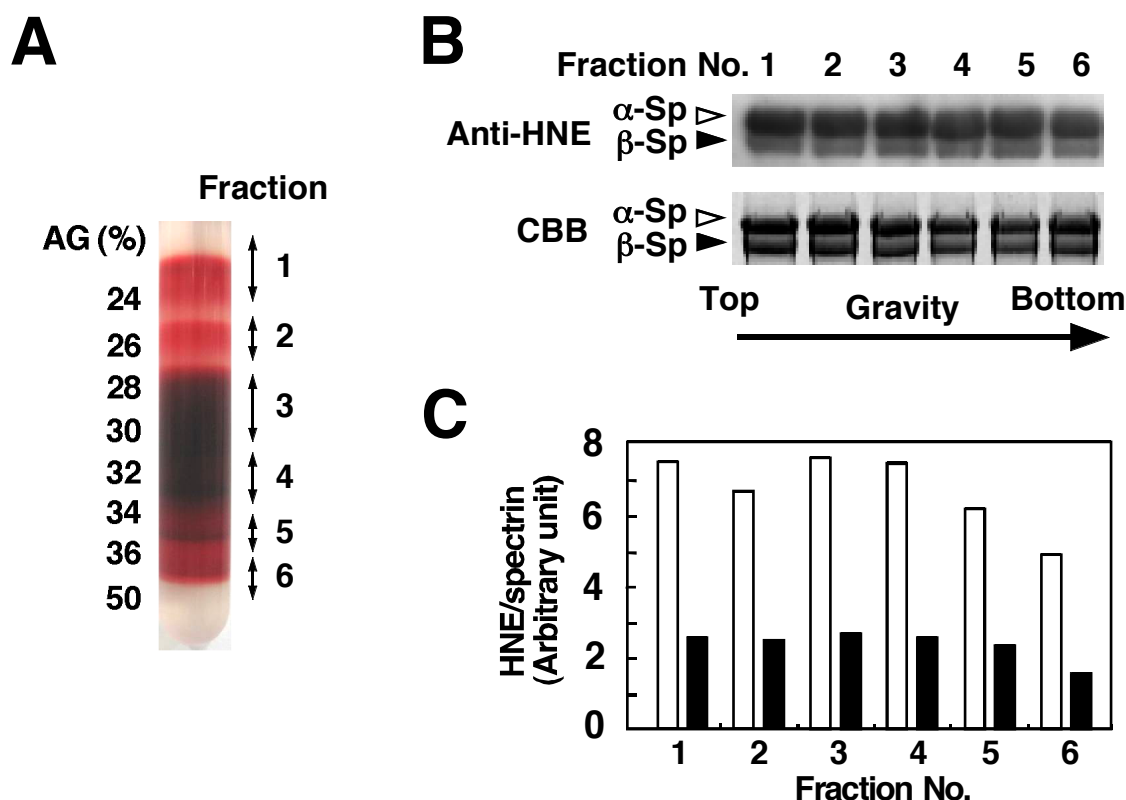 A
Fraction
AG (%)
24
26
28
30
32
34
36
50
1
2
3
4
5
6
B
Fraction No. 1 2 3 4 5 6
Anti-HNE
α-Sp
β-Sp
CBB
α-Sp
β-Sp
Top Gravity Bottom
C
HNE/spectrin
(Arbitrary unit)
8
6
4
2
0
1 2 3 4 5 6
Fraction No.